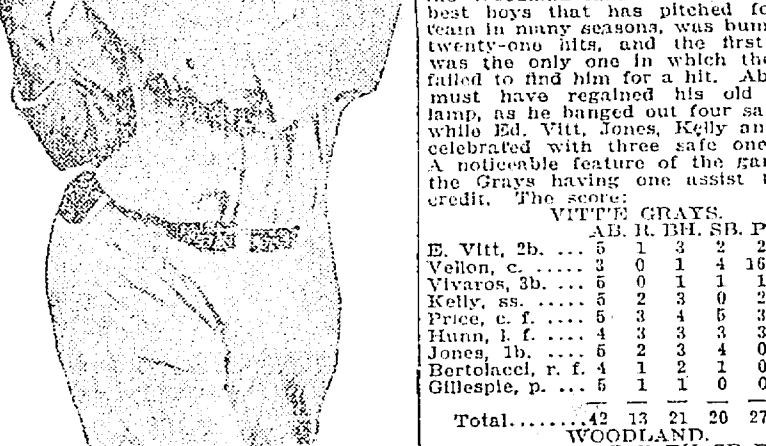 best boys that has pitched fo
team in many seasons, was bum
twenty-one hits, and the first
was the only one in which the
failed to find him for a hit. Ab
must have regained his old
lamp, as he banged out four sa
while Ed. Vitt, Jones, Kelly an
celebrated with three safe one
A noticeable feature of the gam
the Grays having one assist t
credit. The score:
VITT'E GRAYS.
AB. R. BH. SB. P
E. Vitt, 2b. ... 5 1 3 2 2
Vellon, c. ..... 3 0 1 4 16
Vivaros, 3b. ... 5 0 1 1 1
Kelly, ss. ..... 5 2 3 0 2
Price, c. f. .... 5 3 4 5 3
Hunn, l. f. .... 4 3 3 3 3
Jones, 1b. .... 5 2 3 4 0
Bertolacci, r. f. 4 1 2 1 0
Gillespie, p. ... 5 1 1 0 0
Total........42 13 21 20 27
WOODLAND.